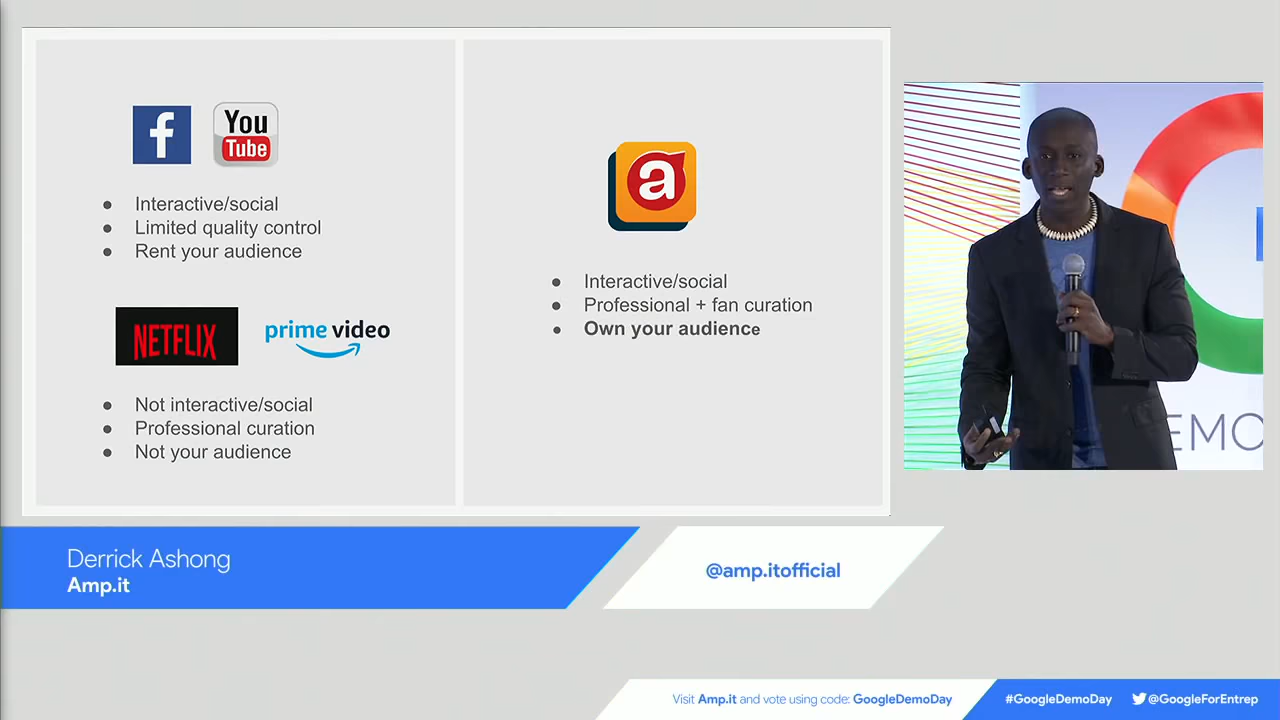 f
You
Tube
Interactive/social
Limited quality control
Rent your audience
NETFLIX
prime video
Not interactive/social
Professional curation
Not your audience
a
Interactive/social
Professional + fan curation
Own your audience
EMO
Derrick Ashong
Amp.it
@amp.itofficial
Visit Amp.it and vote using code: GoogleDemoDay
#GoogleDemoDay
@GoogleForEntrep